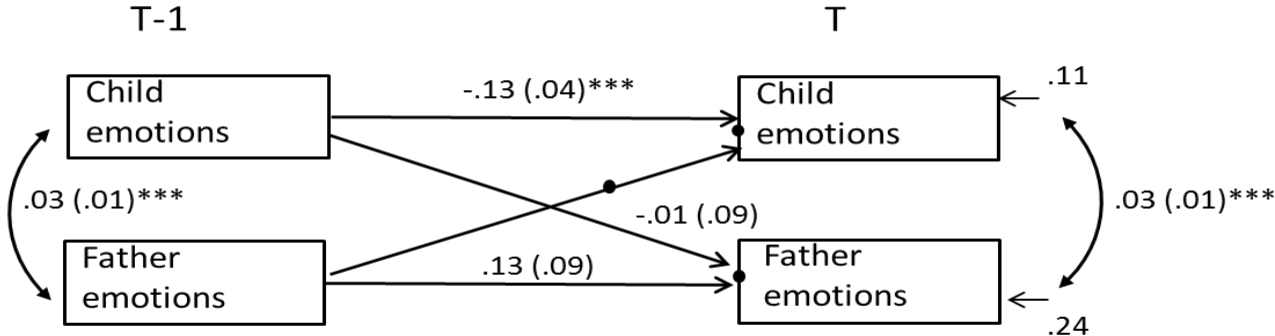 T-1
T
Child
emotions
-.13 (.04)***
Child
emotions
.11
.03 (.01)***
-.01 (.09)
.03 (.01)***
Father
emotions
.13 (.09)
Father
emotions
.24